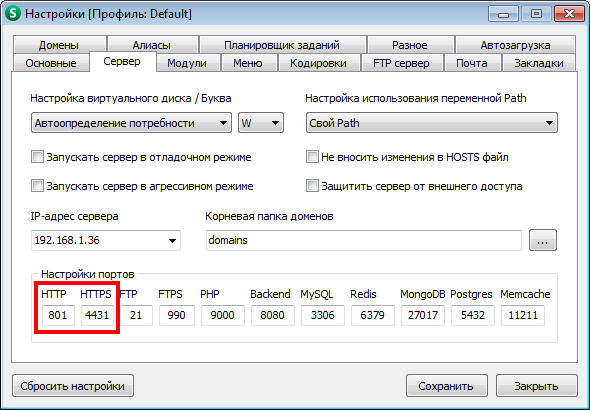 Настройки [Профиль: Default]
Домены Алиасы Планировщик заданий Разное Автозагрузка
Основные Сервер Модули Меню Кодировки FTP сервер Почта Закладки
Настройка виртуального диска / Буква Настройка использования переменной Path
Автоопределение потребности W Свой Path
Запускать сервер в отладочном режиме Не вносить изменения в HOSTS файл
Запускать сервер в агрессивном режиме Защитить сервер от внешнего доступа
IP-адрес сервера Корневая папка доменов
192.168.1.36 domains ...
Настройки портов
HTTP HTTPS FTP FTPS PHP Backend MySQL Redis MongoDB Postgres Memcache
801 4431 21 990 9000 8080 3306 6379 27017 5432 11211
Сбросить настройки Сохранить Закрыть